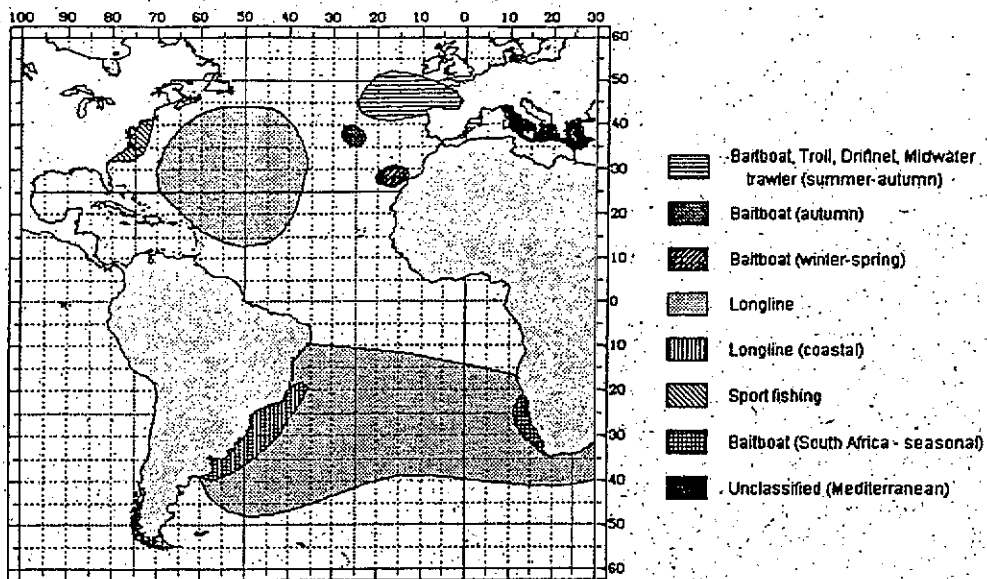 100 90 80 70 60 50 40 30 20 10 0 10 20 30
60
50
40
30
20
10
0
10
20
30
40
50
60
Baitboat, Troll, Driftnet, Midwater
trawler (summer-autumn)
Baitboat (autumn)
Baitboat (winter-spring)
Longline
Longline (coastal)
Sport fishing
Baitboat (South Africa - seasonal)
Unclassified (Mediterranean)